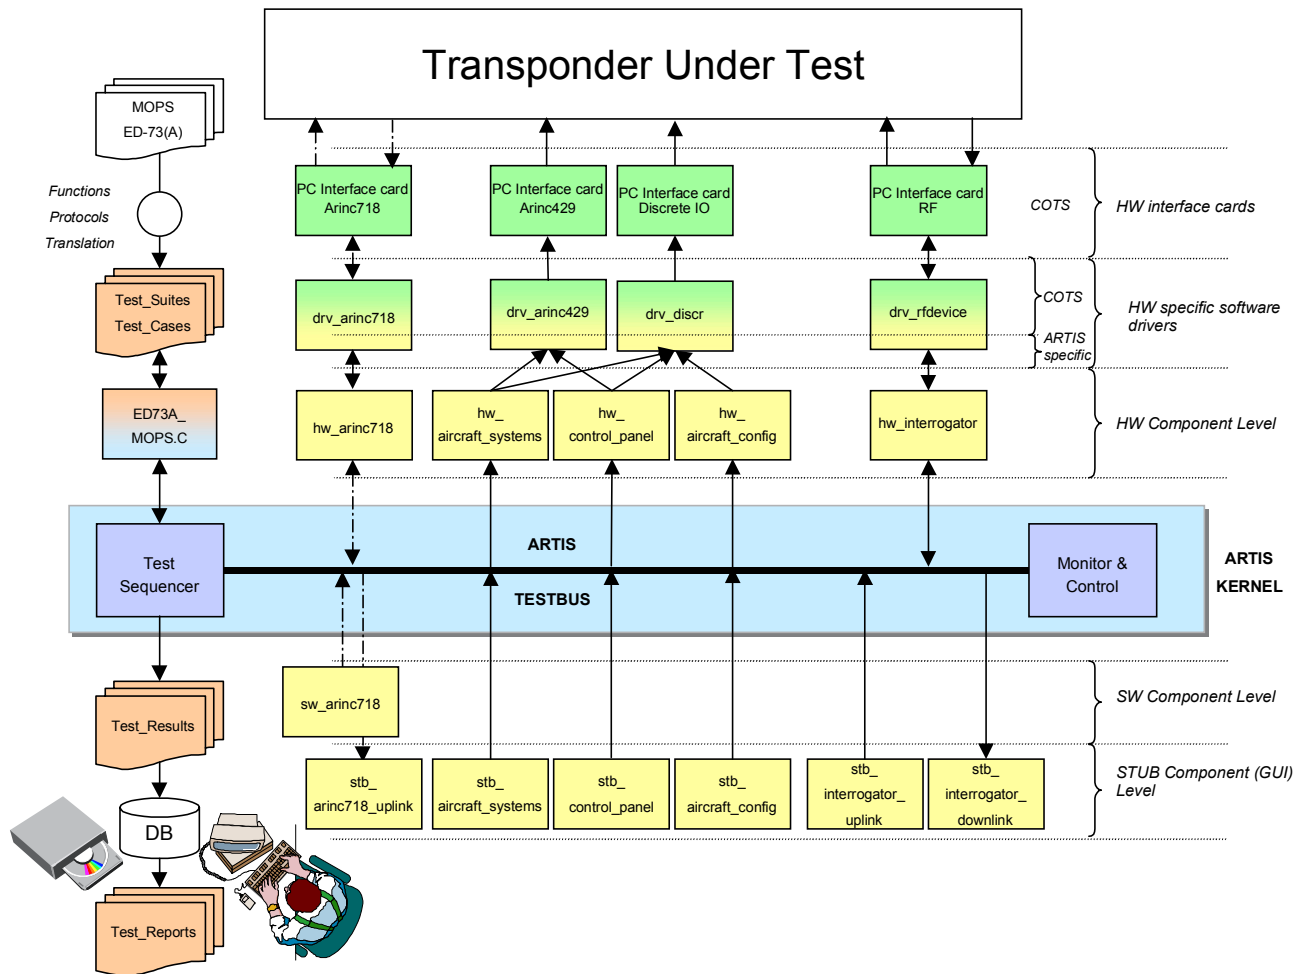 Transponder Under Test
MOPS
ED-73(A)
Functions
Protocols
Translation
PC Interface card
Arinc718
PC Interface card
Arinc429
PC Interface card
Discrete IO
PC Interface card
RF
COTS
HW interface cards
Test_Suites
Test_Cases
drv_arinc718
drv_arinc429
drv_discr
drv_rfdevice
COTS
ARTIS
specific
HW specific software
drivers
ED73A_
MOPS.C
hw_arinc718
hw_
aircraft_systems
hw_
control_panel
hw_
aircraft_config
hw_interrogator
HW Component Level
Test
Sequencer
ARTIS
TESTBUS
Monitor &
Control
ARTIS
KERNEL
Test_Results
sw_arinc718
SW Component Level
stb_
arinc718_uplink
stb_
aircraft_systems
stb_
control_panel
stb_
aircraft_config
stb_
interrogator_
uplink
stb_
interrogator_
downlink
STUB Component (GUI)
Level
DB
Test_Reports